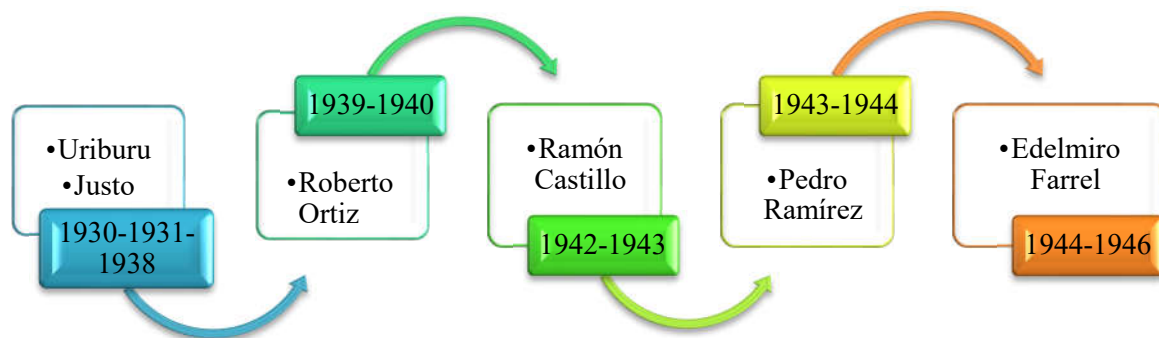 •Uriburu
•Justo
1930-1931-
1938
1939-1940
•Roberto
Ortiz
•Ramón
Castillo
1942-1943
1943-1944
•Pedro
Ramírez
•Edelmiro
Farrel
1944-1946